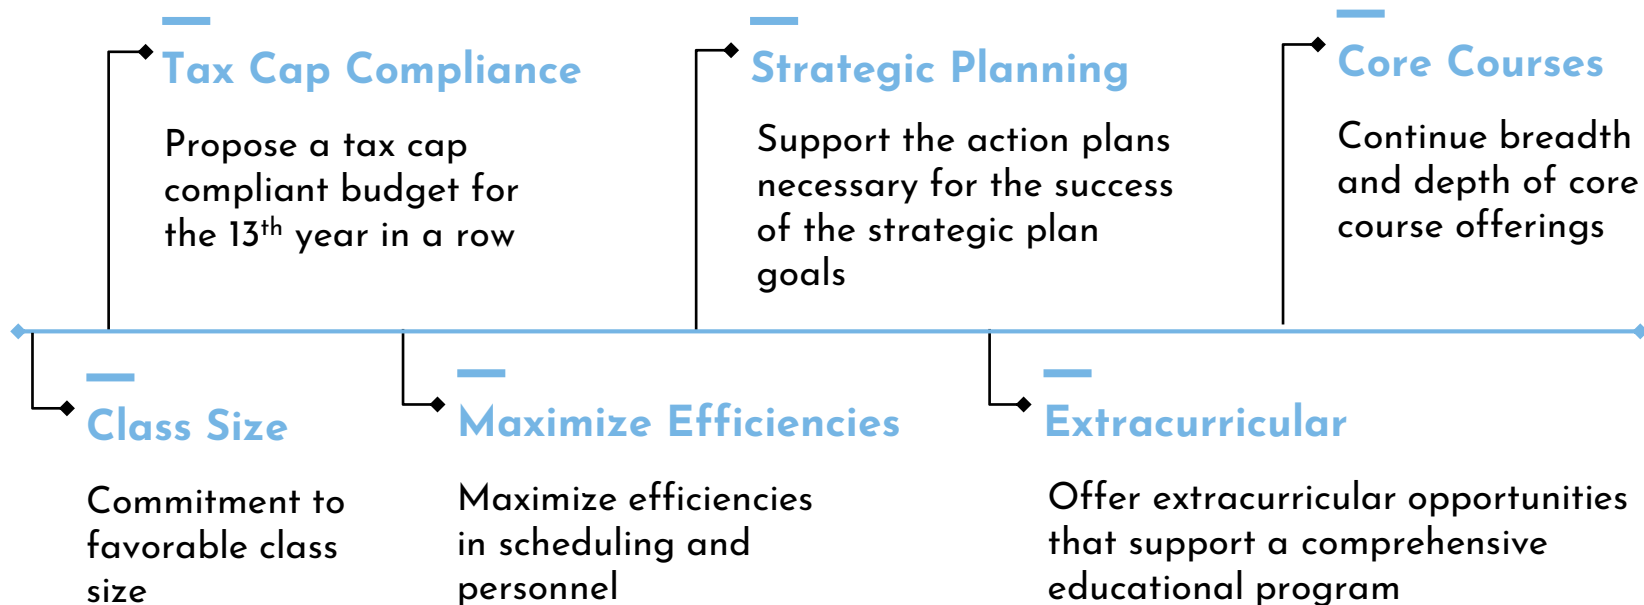 Tax Cap Compliance
Propose a tax cap
compliant budget for
the 13th year in a row
Strategic Planning
Support the action plans
necessary for the success
of the strategic plan
goals
Core Courses
Continue breadth
and depth of core
course offerings
Class Size
Commitment to
favorable class
size
Maximize Efficiencies
Maximize efficiencies
in scheduling and
personnel
Extracurricular
Offer extracurricular opportunities
that support a comprehensive
educational program